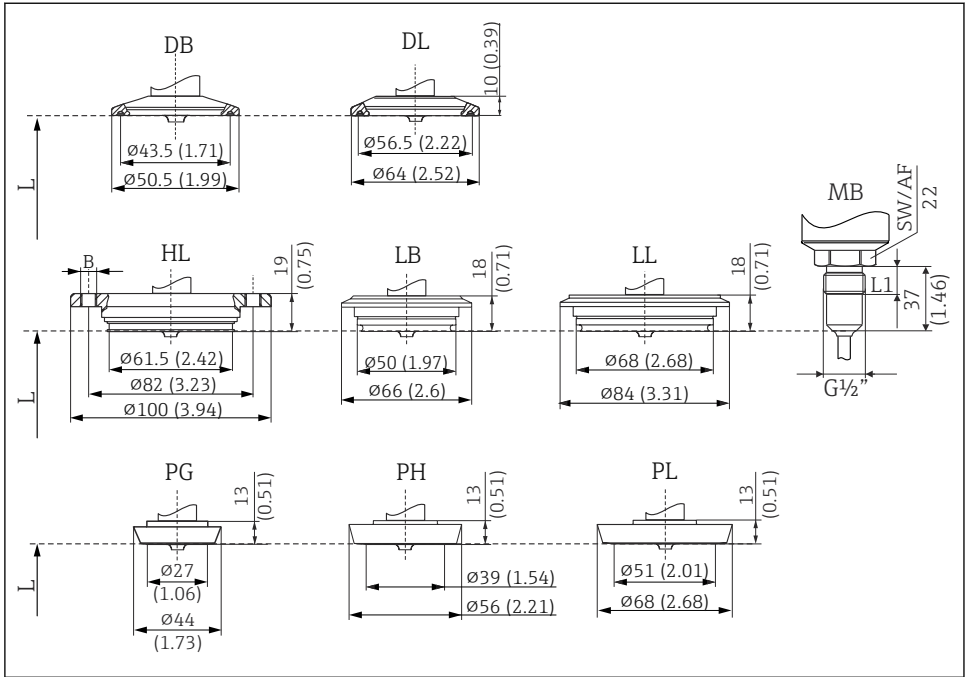 DB
DL
10 (0.39)
Ø43.5 (1.71)
Ø50.5 (1.99)
Ø56.5 (2.22)
Ø64 (2.52)
L
MB
SW/AF
22
L1
37
(1.46)
G½"
HL
B
19
(0.75)
LB
18
(0.71)
LL
18
(0.71)
Ø61.5 (2.42)
Ø82 (3.23)
Ø100 (3.94)
Ø50 (1.97)
Ø66 (2.6)
Ø68 (2.68)
Ø84 (3.31)
L
PG
13
(0.51)
PH
13
(0.51)
PL
13
(0.51)
Ø27
(1.06)
Ø44
(1.73)
Ø39 (1.54)
Ø56 (2.21)
Ø51 (2.01)
Ø68 (2.68)
L